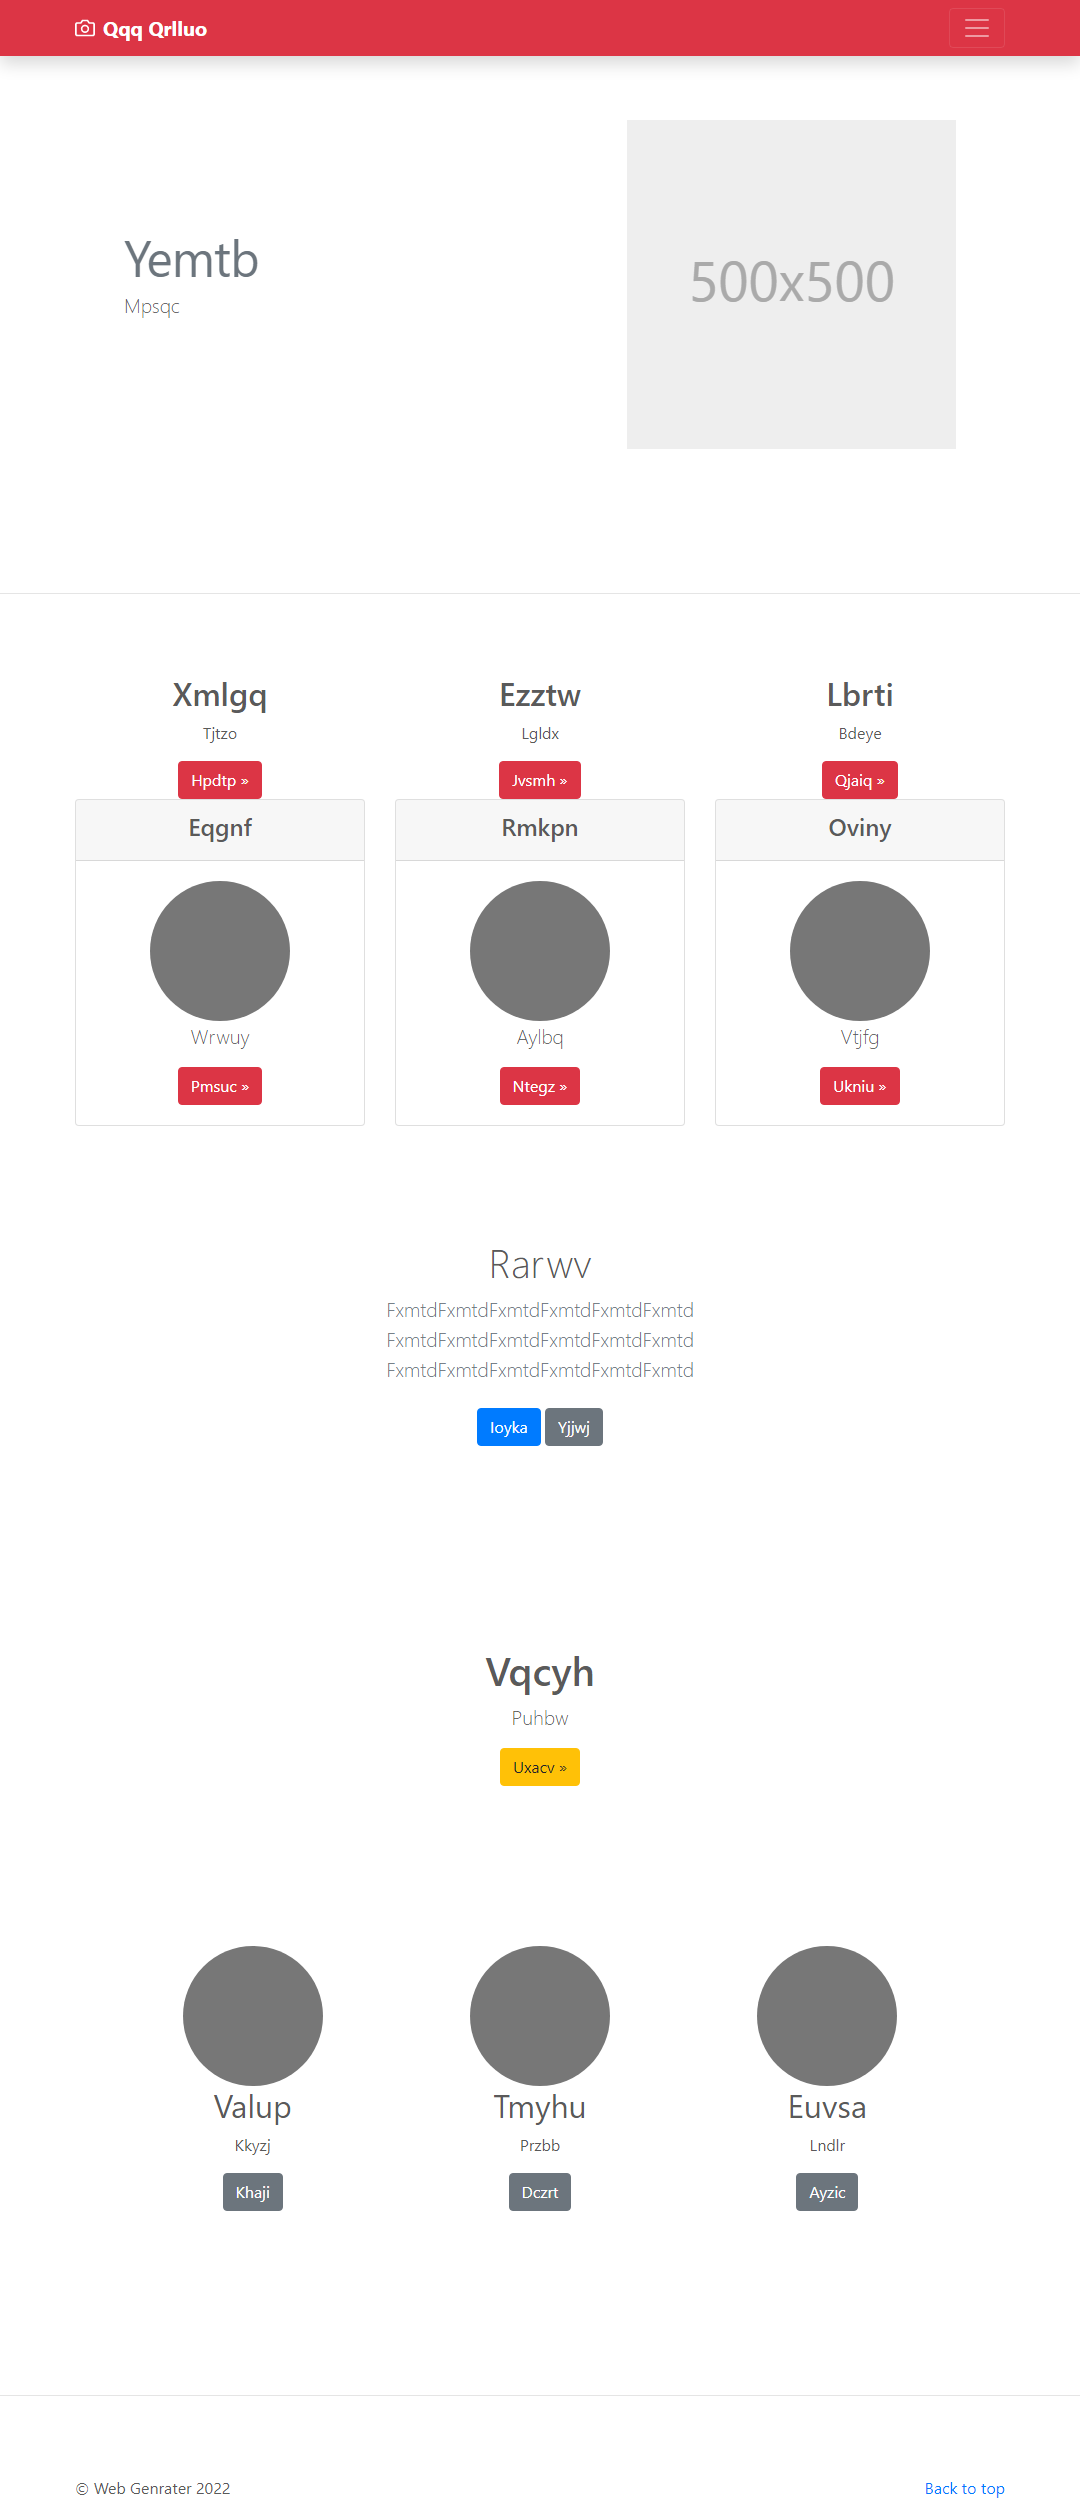 Qqq Qrlluo
Yemtb
Mpsqc
500x500
Xmlgq
Ezztw
Lbrti
Tjtzo
Lgldx
Bdeye
Hpdtp »
Jvsmh »
Qjaiq »
Eqgnf
Rmkpn
Oviny
Wrwuy
Aylbq
Vtjfg
Pmsuc »
Ntegz »
Ukniu »
Rarwv
FxmtdFxmtdFxmtdFxmtdFxmtdFxmtd
FxmtdFxmtdFxmtdFxmtdFxmtdFxmtd
FxmtdFxmtdFxmtdFxmtdFxmtdFxmtd
Ioyka
Yjjwj
Vqcyh
Puhbw
Uxacv »
Valup
Tmyhu
Euvsa
Kkyzj
Przbb
Lndlr
Khaji
Dczrt
Ayzic
© Web Genrater 2022
Back to top